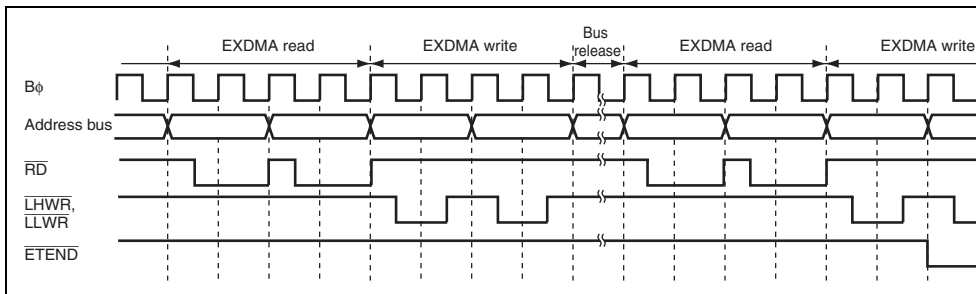 EXDMA read
EXDMA write
Bus
release
EXDMA read
EXDMA write
Bϕ
Address bus
RD
LHWR,
LLWR
ETEND